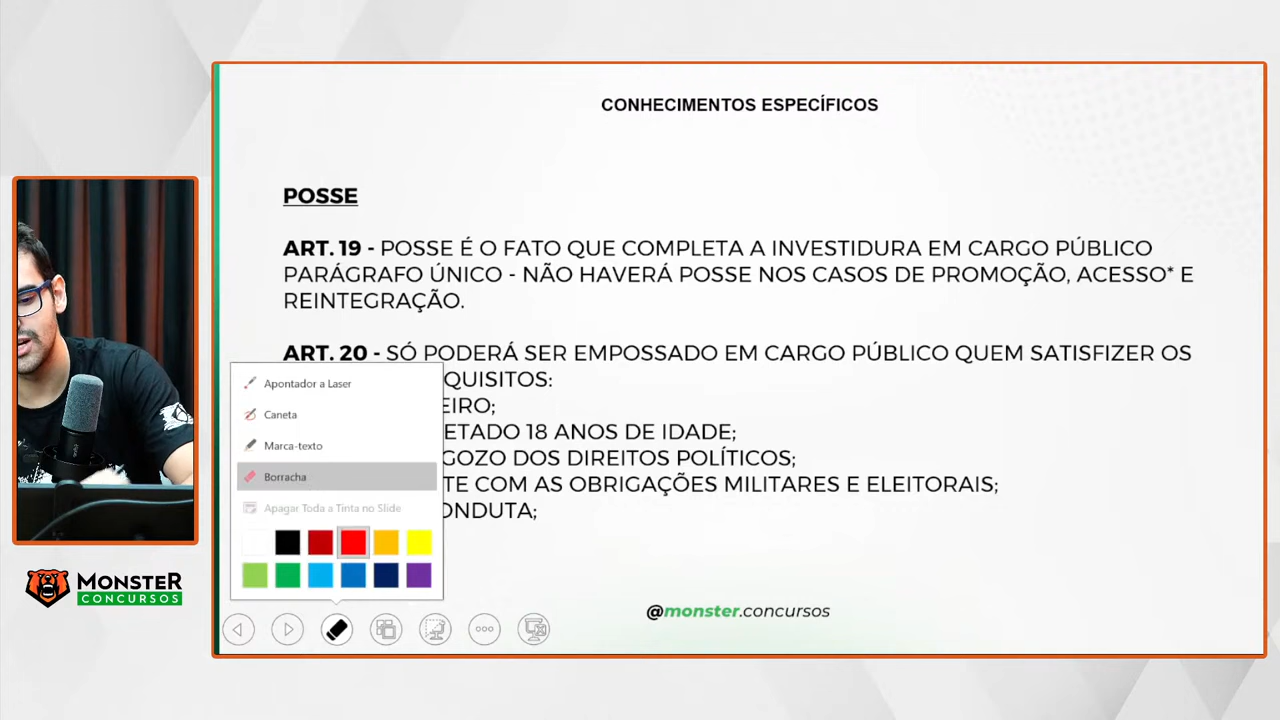 CONHECIMENTOS ESPECÍFICOS
POSSE
ART. 19 - POSSE É O FATO QUE COMPLETA A INVESTIDURA EM CARGO PÚBLICO
PARÁGRAFO ÚNICO - NÃO HAVERÁ POSSE NOS CASOS DE PROMOÇÃO, ACESSO* E
REINTEGRAÇÃO.
ART. 20 - SÓ PODERÁ SER EMPOSSADO EM CARGO PÚBLICO QUEM SATISFIZER OS
QUISITOS:
EIRO;
ETADO 18 ANOS DE IDADE;
GOZO DOS DIREITOS POLÍTICOS;
TE COM AS OBRIGAÇÕES MILITARES E ELEITORAIS;
ONDUTA;
Apontador a Laser
Caneta
Marca-texto
Borracha
Apagar Toda a Tinta no Slide
MONSTER
CONCURSOS
@monster.concursos